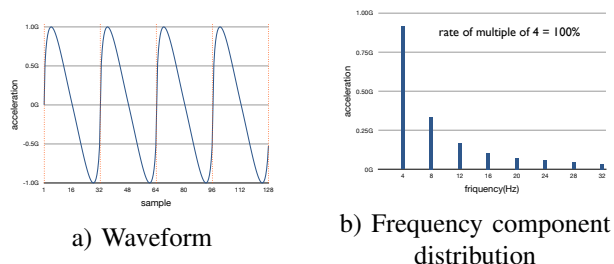 1.0G
0.5G
0G
-0.5G
-1.0G
acceleration
1 16 32 48 64 80 96 112 128
sample
a) Waveform
1.00G
0.75G
0.50G
0.25G
0G
acceleration
rate of multiple of 4 = 100%
4 8 12 16 20 24 28 32
friquency(Hz)
b) Frequency component
distribution